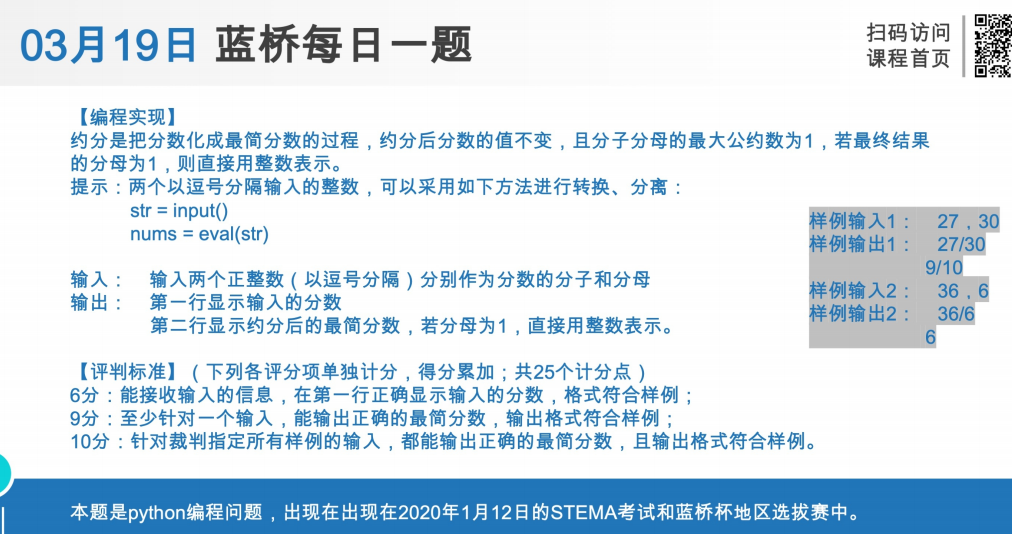 03月19日 蓝桥每日一题
扫码访问
课程首页
【编程实现】
约分是把分数化成最简分数的过程，约分后分数的值不变，且分子分母的最大公约数为1，若最终结果
的分母为1，则直接用整数表示。
提示：两个以逗号分隔输入的整数，可以采用如下方法进行转换、分离：
str = input()
nums = eval(str)
输入： 输入两个正整数（以逗号分隔）分别作为分数的分子和分母
输出： 第一行显示输入的分数
第二行显示约分后的最简分数，若分母为1，直接用整数表示。
样例输入1： 27，30
样例输出1： 27/30
9/10
样例输入2： 36，6
样例输出2： 36/6
6
【评判标准】（下列各评分项单独计分，得分累加；共25个计分点）
6分：能接收输入的信息，在第一行正确显示输入的分数，格式符合样例；
9分：至少针对一个输入，能输出正确的最简分数，输出格式符合样例；
10分：针对裁判指定所有样例的输入，都能输出正确的最简分数，且输出格式符合样例。
本题是python编程问题，出现在出现在2020年1月12日的STEMA考试和蓝桥杯地区选拔赛中。